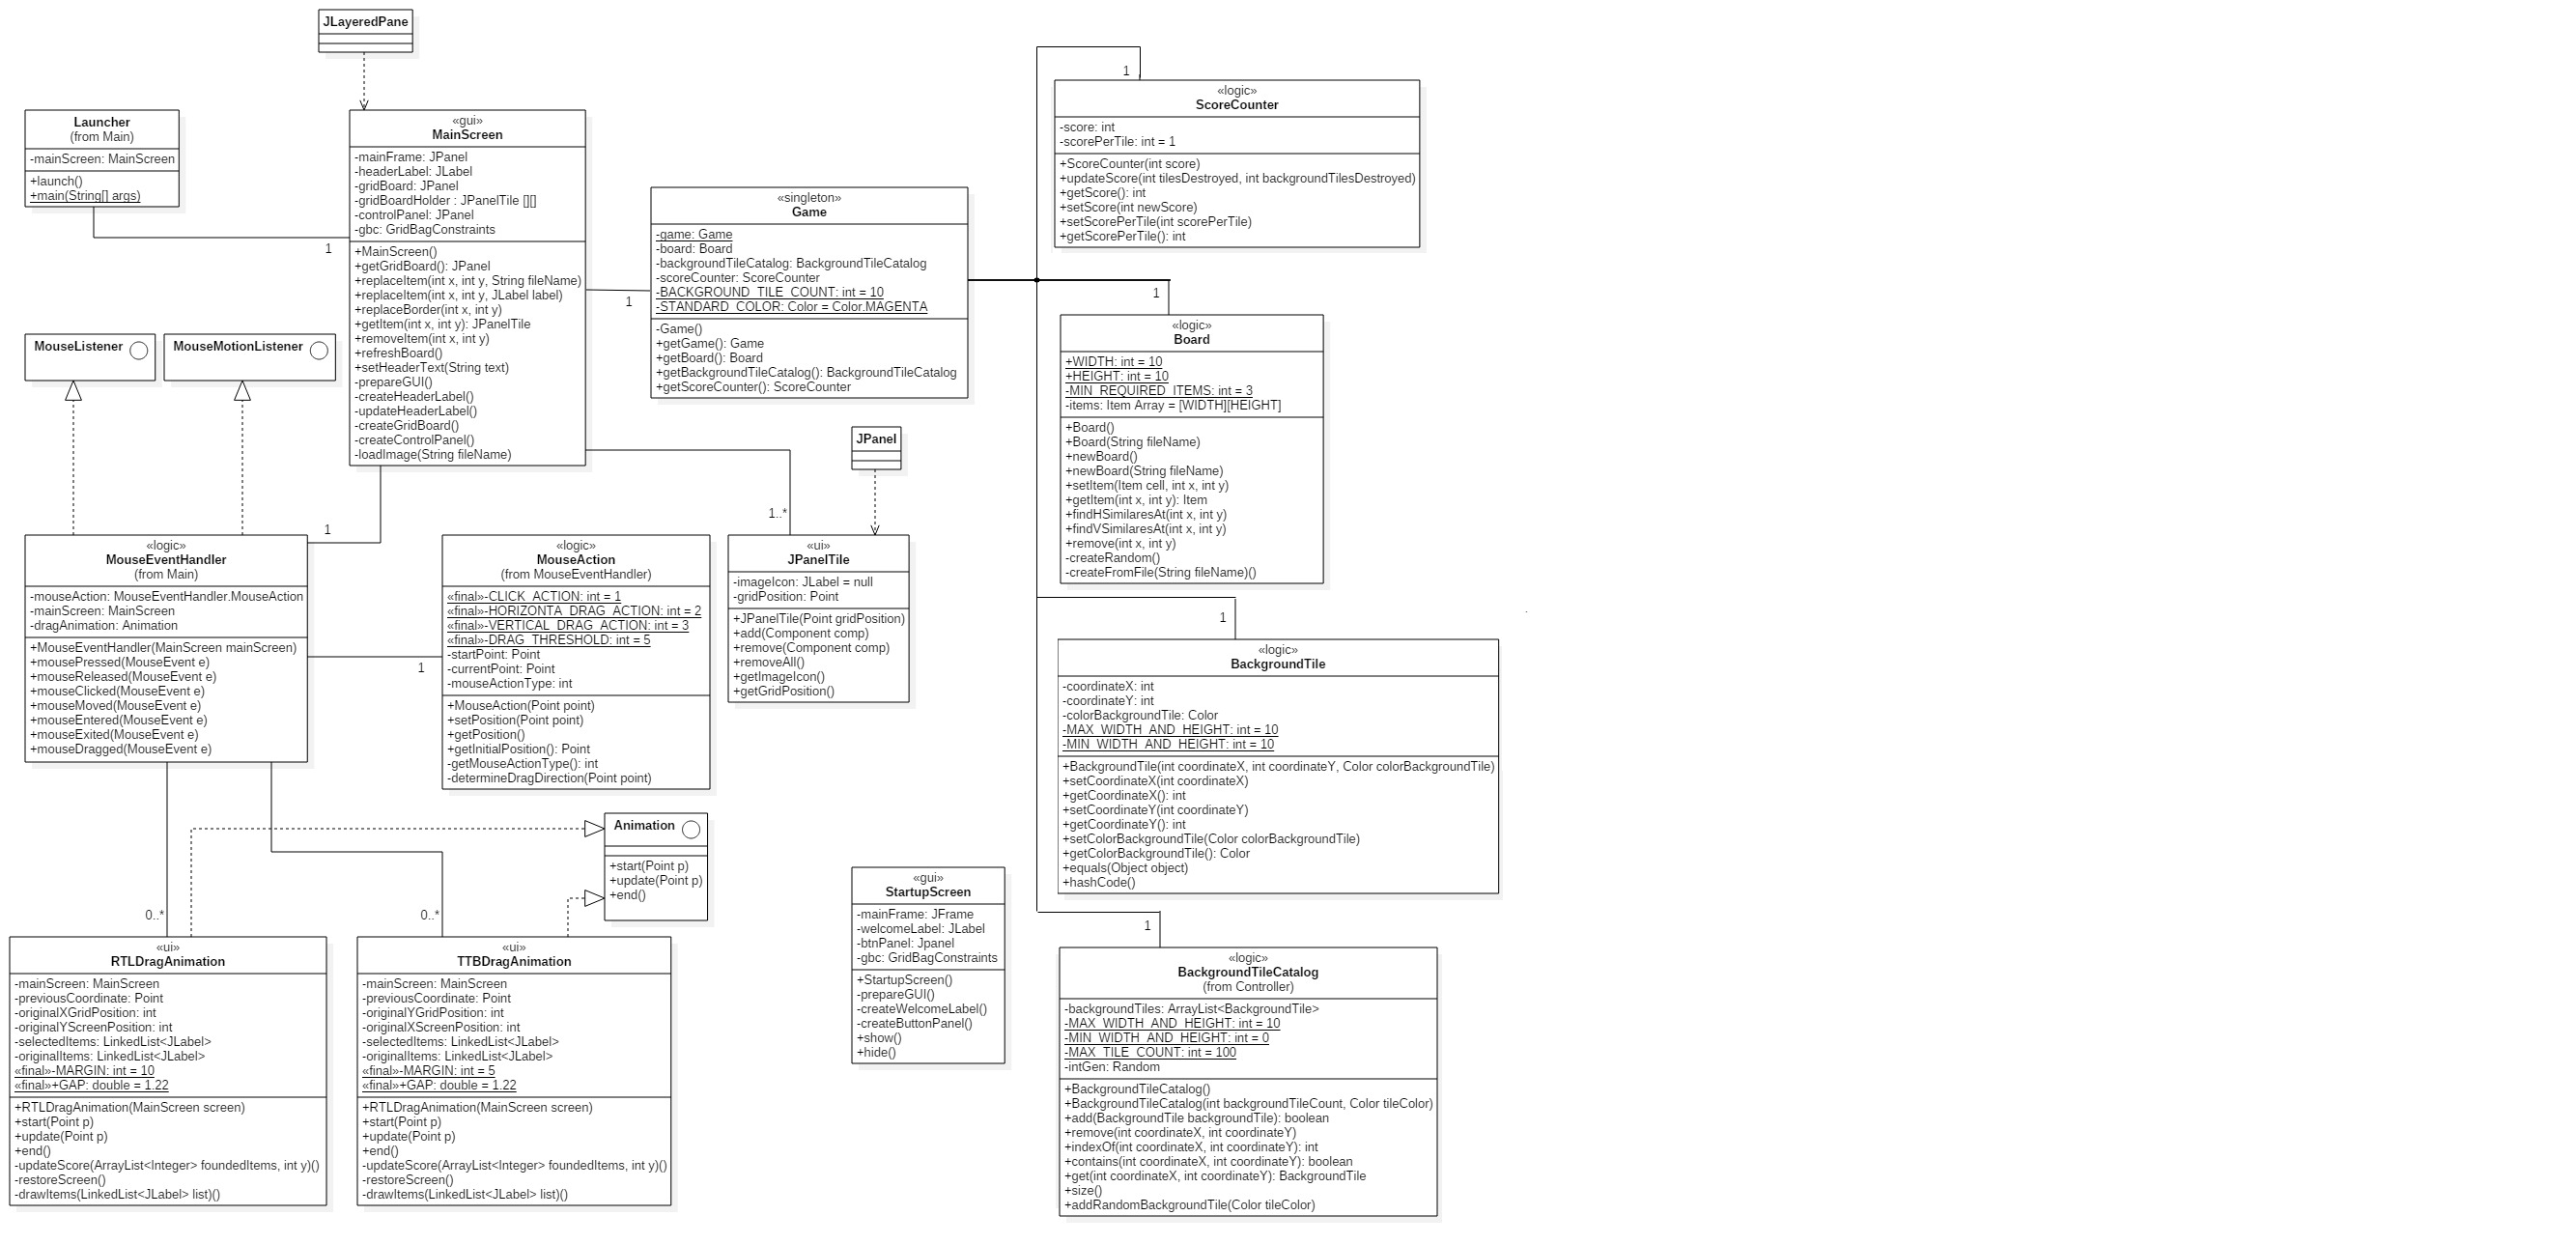 JLayeredPane
Launcher
(from Main)
-mainScreen: MainScreen
+launch()
+main(String[] args)
1
«gui»
MainScreen
-mainFrame: JPanel
-headerLabel: JLabel
-gridBoard: JPanel
-gridBoardHolder : JPanelTile [][]
-controlPanel: JPanel
-gbc: GridBagConstraints
+MainScreen()
+getGridBoard(): JPanel
+replaceItem(int x, int y, String fileName)
+replaceItem(int x, int y, JLabel label)
+replaceBorder(int x, int y)
+getItem(int x, int y): JPanelTile
+removeItem(int x, int y)
+refreshBoard()
+setHeaderText(String text)
-prepareGUI()
-createHeaderLabel()
-updateHeaderLabel()
-createGridBoard()
-createControlPanel()
-loadImage(String fileName)
1
«singleton»
Game
-game: Game
-board: Board
-backgroundTileCatalog: BackgroundTileCatalog
-scoreCounter: ScoreCounter
-BACKGROUND_TILE_COUNT: int = 10
-STANDARD_COLOR: Color = Color.MAGENTA
-Game()
+getGame(): Game
+getBoard(): Board
+getBackgroundTileCatalog(): BackgroundTileCatalog
+getScoreCounter(): ScoreCounter
1
«logic»
ScoreCounter
-score: int
-scorePerTile: int = 1
+ScoreCounter(int score)
+updateScore(int tilesDestroyed, int backgroundTilesDestroyed)
+getScore(): int
+setScore(int newScore)
+setScorePerTile(int scorePerTile)
+getScorePerTile(): int
1
«logic»
Board
+WIDTH: int = 10
+HEIGHT: int = 10
-MIN_REQUIRED_ITEMS: int = 3
-items: Item Array = [WIDTH][HEIGHT]
+Board()
+Board(String fileName)
+newBoard()
+newBoard(String fileName)
+setItem(Item cell, int x, int y)
+getItem(int x, int y): Item
+findHSimilaresAt(int x, int y)
+findVSimilaresAt(int x, int y)
+remove(int x, int y)
-createRandom()
-createFromFile(String fileName)()
MouseListener
MouseMotionListener
1
«logic»
MouseEventHandler
(from Main)
-mouseAction: MouseEventHandler.MouseAction
-mainScreen: MainScreen
-dragAnimation: Animation
+MouseEventHandler(MainScreen mainScreen)
+mousePressed(MouseEvent e)
+mouseReleased(MouseEvent e)
+mouseClicked(MouseEvent e)
+mouseMoved(MouseEvent e)
+mouseEntered(MouseEvent e)
+mouseExited(MouseEvent e)
+mouseDragged(MouseEvent e)
1
«logic»
MouseAction
(from MouseEventHandler)
«final»-CLICK_ACTION: int = 1
«final»-HORIZONTA_DRAG_ACTION: int = 2
«final»-VERTICAL_DRAG_ACTION: int = 3
«final»-DRAG_THRESHOLD: int = 5
-startPoint: Point
-currentPoint: Point
-mouseActionType: int
+MouseAction(Point point)
+setPosition(Point point)
+getPosition()
+getInitialPosition(): Point
-getMouseActionType(): int
-determineDragDirection(Point point)
JPanel
1..*
«ui»
JPanelTile
-imageIcon: JLabel = null
-gridPosition: Point
+JPanelTile(Point gridPosition)
+add(Component comp)
+remove(Component comp)
+removeAll()
+getImageIcon()
+getGridPosition()
1
«logic»
BackgroundTile
-coordinateX: int
-coordinateY: int
-colorBackgroundTile: Color
-MAX_WIDTH_AND_HEIGHT: int = 10
-MIN_WIDTH_AND_HEIGHT: int = 10
+BackgroundTile(int coordinateX, int coordinateY, Color colorBackgroundTile)
+setCoordinateX(int coordinateX)
+getCoordinateX(): int
+setCoordinateY(int coordinateY)
+getCoordinateY(): int
+setColorBackgroundTile(Color colorBackgroundTile)
+getColorBackgroundTile(): Color
+equals(Object object)
+hashCode()
Animation
+start(Point p)
+update(Point p)
+end()
0..*
«ui»
RTLDragAnimation
-mainScreen: MainScreen
-previousCoordinate: Point
-originalXGridPosition: int
-originalYScreenPosition: int
-selectedItems: LinkedList<JLabel>
-originalItems: LinkedList<JLabel>
«final»-MARGIN: int = 10
«final»+GAP: double = 1.22
+RTLDragAnimation(MainScreen screen)
+start(Point p)
+update(Point p)
+end()
-updateScore(ArrayList<Integer> foundedItems, int y)()
-restoreScreen()
-drawItems(LinkedList<JLabel> list)()
0..*
«ui»
TTBDragAnimation
-mainScreen: MainScreen
-previousCoordinate: Point
-originalYGridPosition: int
-originalXScreenPosition: int
-selectedItems: LinkedList<JLabel>
-originalItems: LinkedList<JLabel>
«final»-MARGIN: int = 5
«final»+GAP: double = 1.22
+RTLDragAnimation(MainScreen screen)
+start(Point p)
+update(Point p)
+end()
-updateScore(ArrayList<Integer> foundedItems, int y)()
-restoreScreen()
-drawItems(LinkedList<JLabel> list)()
«gui»
StartupScreen
-mainFrame: JFrame
-welcomeLabel: JLabel
-btnPanel: Jpanel
-gbc: GridBagConstraints
+StartupScreen()
-prepareGUI()
-createWelcomeLabel()
-createButtonPanel()
+show()
+hide()
1
«logic»
BackgroundTileCatalog
(from Controller)
-backgroundTiles: ArrayList<BackgroundTile>
-MAX_WIDTH_AND_HEIGHT: int = 10
-MIN_WIDTH_AND_HEIGHT: int = 0
-MAX_TILE_COUNT: int = 100
-intGen: Random
+BackgroundTileCatalog()
+BackgroundTileCatalog(int backgroundTileCount, Color tileColor)
+add(BackgroundTile backgroundTile): boolean
+remove(int coordinateX, int coordinateY)
+indexOf(int coordinateX, int coordinateY): int
+contains(int coordinateX, int coordinateY): boolean
+get(int coordinateX, int coordinateY): BackgroundTile
+size()
+addRandomBackgroundTile(Color tileColor)